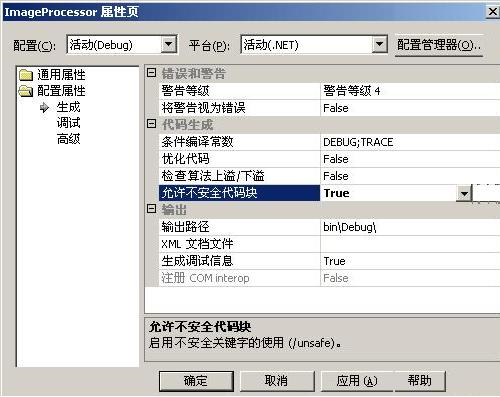 ImageProcessor 属性页
配置(C): 活动(Debug) 平台(P): 活动(.NET) 配置管理器(O)..
通用属性
配置属性
生成
调试
高级
错误和警告
警告等级 警告等级 4
将警告视为错误 False
代码生成
条件编译常数 DEBUG;TRACE
优化代码 False
检查算法上溢/下溢 False
允许不安全代码块 True
输出
输出路径 bin\Debug\
XML 文档文件
生成调试信息 True
注册 COM interop False
允许不安全代码块
启用不安全关键字的使用 (/unsafe)。
确定 取消 应用(A) 帮助